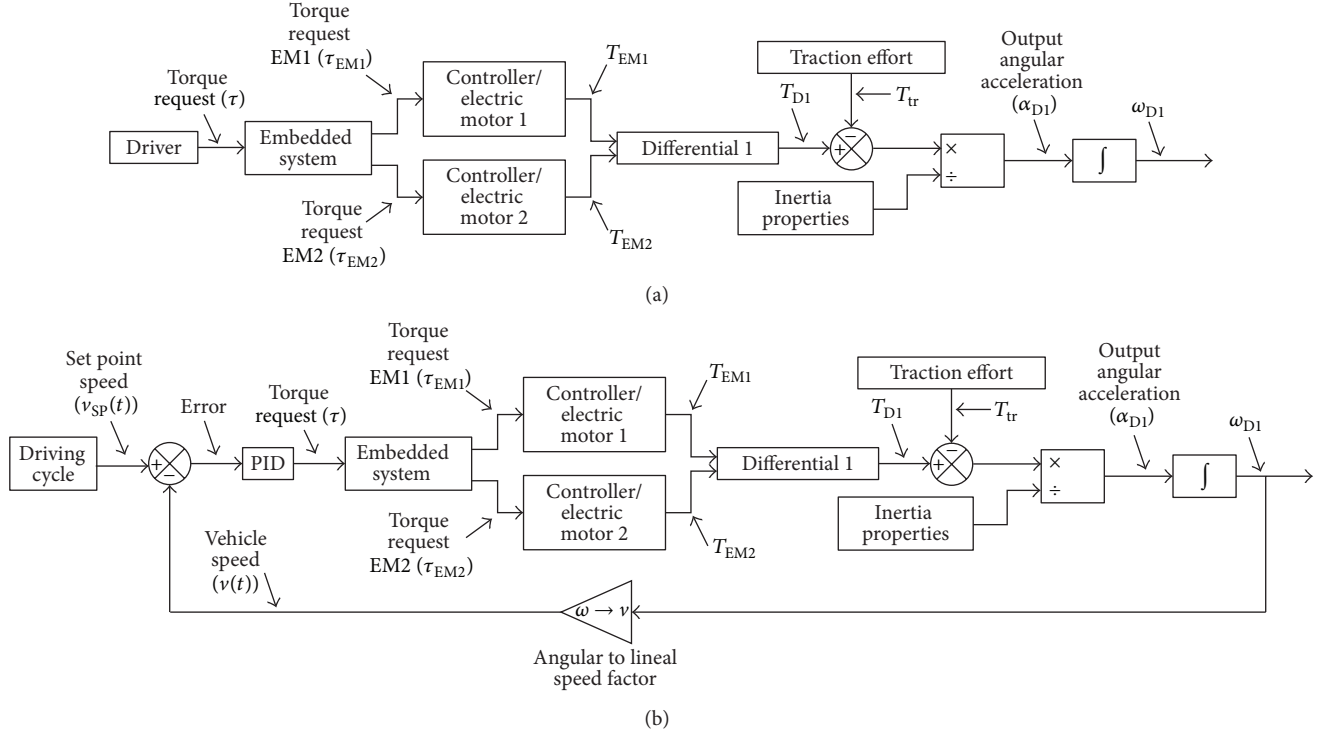 Torque
request
EM1 (τEM1)
Torque
request (τ)
Driver
Embedded
system
Controller/
electric
motor 1
Controller/
electric
motor 2
Torque
request
EM2 (τEM2)
TEM1
TEM2
Differential 1
TD1
Traction effort
Ttr
+
−
Inertia
properties
×
÷
Output
angular
acceleration
(αD1)
∫
ωD1
(a)
Set point
speed
(vSP(t))
Driving
cycle
+
−
Error
PID
Torque
request (τ)
Embedded
system
Torque
request
EM1 (τEM1)
Controller/
electric
motor 1
Controller/
electric
motor 2
Torque
request
EM2 (τEM2)
TEM1
TEM2
Differential 1
TD1
Traction effort
Ttr
+
−
Inertia
properties
×
÷
Output
angular
acceleration
(αD1)
∫
ωD1
Vehicle
speed
(v(t))
ω → v
Angular to lineal
speed factor
(b)